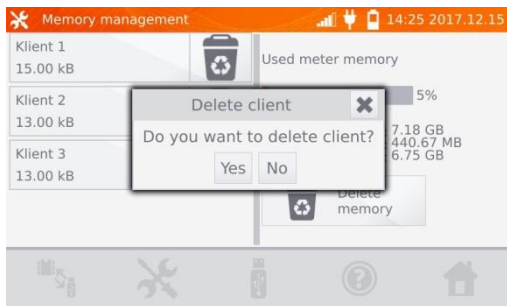 Memory management
14:25 2017.12.15
Klient 1
15.00 kB
Klient 2
13.00 kB
Klient 3
13.00 kB
Used meter memory
5%
7.18 GB
440.67 MB
6.75 GB
Delete client
Do you want to delete client?
Yes
No
Delete
memory